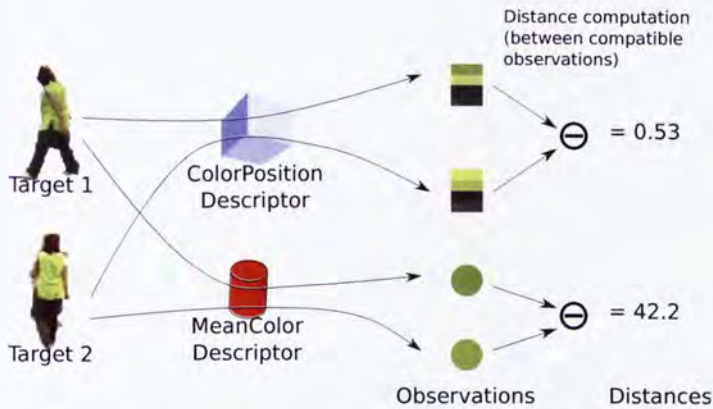 Distance computation
(between compatible
observations)
= 0.53
Target 1
ColorPosition
Descriptor
= 42.2
Target 2
MeanColor
Descriptor
Observations
Distances